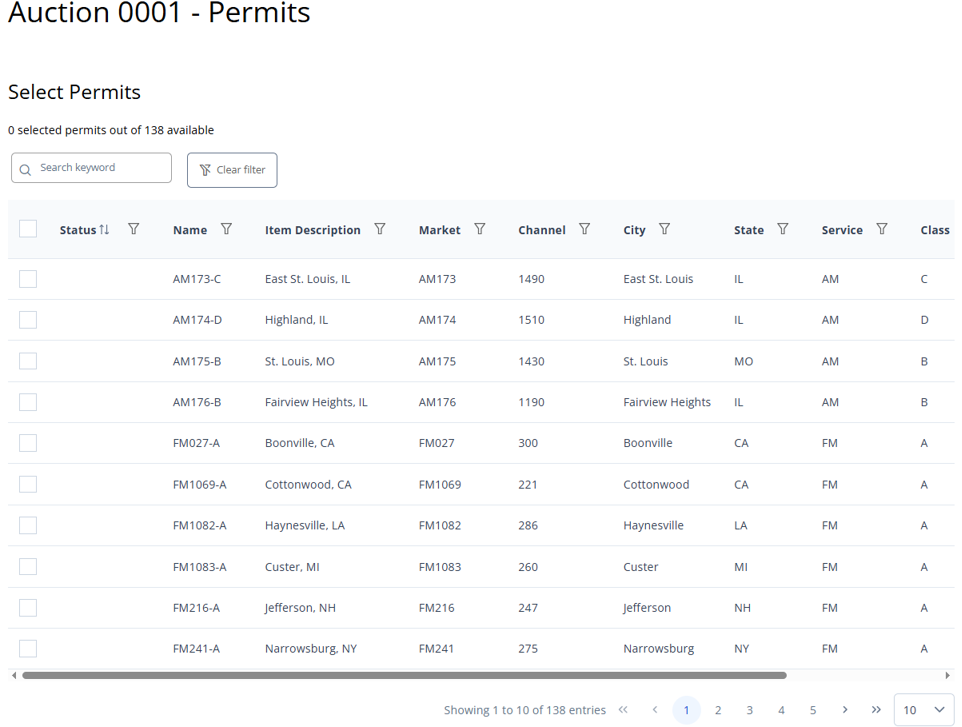 Auction 0001 - Permits
Select Permits
0 selected permits out of 138 available
Search keyword Clear filter
Status Name Item Description Market Channel City State Service Class
AM173-C East St. Louis, IL AM173 1490 East St. Louis IL AM C
AM174-D Highland, IL AM174 1510 Highland IL AM D
AM175-B St. Louis, MO AM175 1430 St. Louis MO AM B
AM176-B Fairview Heights, IL AM176 1190 Fairview Heights IL AM B
FM027-A Boonville, CA FM027 300 Boonville CA FM A
FM1069-A Cottonwood, CA FM1069 221 Cottonwood CA FM A
FM1082-A Haynesville, LA FM1082 286 Haynesville LA FM A
FM1083-A Custer, MI FM1083 260 Custer MI FM A
FM216-A Jefferson, NH FM216 247 Jefferson NH FM A
FM241-A Narrowsburg, NY FM241 275 Narrowsburg NY FM A
Showing 1 to 10 of 138 entries 1 2 3 4 5 10